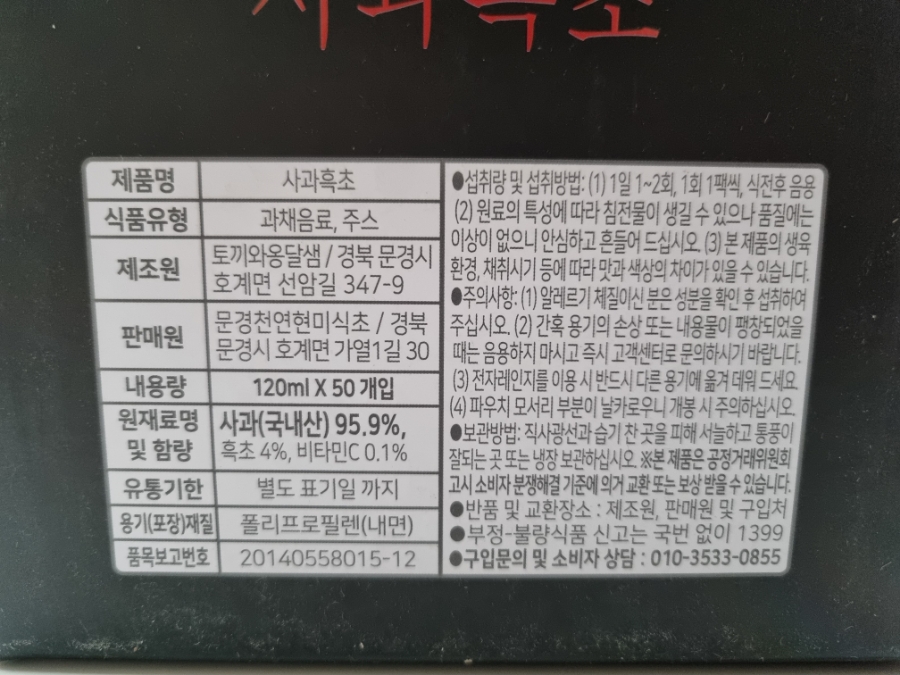 사과흑초
제품명 사과흑초
식품유형 과채음료, 주스
제조원 토끼와옹달샘 / 경북 문경시
호계면 선암길 347-9
판매원 문경천연현미식초 / 경북
문경시 호계면 가열1길 30
내용량 120ml X 50 개입
원재료명 사과(국내산) 95.9%,
및 함량 흑초 4%, 비타민C 0.1%
유통기한 별도 표기일 까지
용기(포장)재질 폴리프로필렌(내면)
품목보고번호 20140558015-12
●섭취량 및 섭취방법: (1) 1일 1~2회, 1회 1팩씩, 식전후 음용
(2) 원료의 특성에 따라 침전물이 생길 수 있으나 품질에는
이상이 없으니 안심하고 흔들어 드십시오. (3) 본 제품의 생육
환경, 채취시기 등에 따라 맛과 색상의 차이가 있을 수 있습니다.
●주의사항: (1) 알레르기 체질이신 분은 성분을 확인 후 섭취하여
주십시오. (2) 간혹 용기의 손상 또는 내용물이 팽창되었을
때는 음용하지 마시고 즉시 고객센터로 문의하시기 바랍니다.
(3) 전자레인지를 이용 시 반드시 다른 용기에 옮겨 데워 드세요.
(4) 파우치 모서리 부분이 날카로우니 개봉 시 주의하십시오.
●보관방법: 직사광선과 습기 찬 곳을 피해 서늘하고 통풍이
잘되는 곳 또는 냉장 보관하십시오. ※본 제품은 공정거래위원회
고시 소비자 분쟁해결 기준에 의거 교환 또는 보상 받을 수 있습니다.
●반품 및 교환장소 : 제조원, 판매원 및 구입처
●부정-불량식품 신고는 국번 없이 1399
●구입문의 및 소비자 상담 : 010-3533-0855